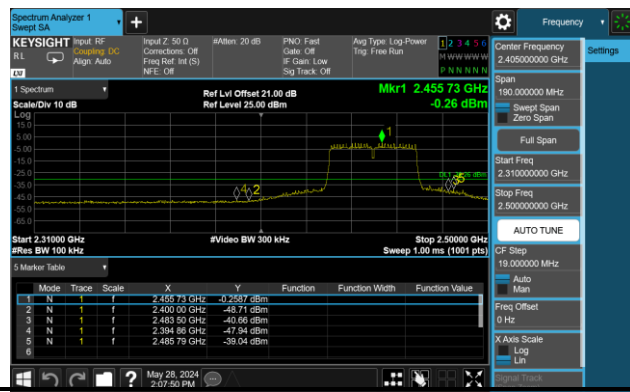 Spectrum Analyzer 1
Swept SA
Frequency
KEYSIGHT Input: RF Input Z: 50 Ω #Atten: 20 dB PNO: Fast Avg Type: Log-Power 1 2 3 4 5 6
RL Coupling: DC Corrections: Off Gate: Off Trig: Free Run M W W W W W
Align: Auto Freq Ref: Int (S) IF Gain: Low
NFE: Off Sig Track: Off P N N N N N
LXI
Center Frequency
2.405000000 GHz
Settings
Span
190.000000 MHz
Swept Span
Zero Span
Full Span
Start Freq
2.310000000 GHz
Stop Freq
2.500000000 GHz
AUTO TUNE
CF Step
19.000000 MHz
Auto
Man
Freq Offset
0 Hz
X Axis Scale
Log
Lin
Signal Track
1 Spectrum
Ref Lvl Offset 21.00 dB
Mkr1 2.455 73 GHz
Scale/Div 10 dB
Ref Level 25.00 dBm
-0.26 dBm
Log
15.0
5.00
-5.00
-15.0
-25.0
-35.0
-45.0
-55.0
-65.0
1
4 2
5
Start 2.31000 GHz #Video BW 300 kHz Stop 2.50000 GHz
#Res BW 100 kHz Sweep 1.00 ms (1001 pts)
5 Marker Table
Mode Trace Scale X Y Function Function Width Function Value
1 N 1 f 2.455 73 GHz -0.2587 dBm
2 N 1 f 2.400 00 GHz -48.71 dBm
3 N 1 f 2.483 50 GHz -40.66 dBm
4 N 1 f 2.394 86 GHz -47.94 dBm
5 N 1 f 2.485 79 GHz -39.04 dBm
6
?
May 28, 2024
2:07:50 PM